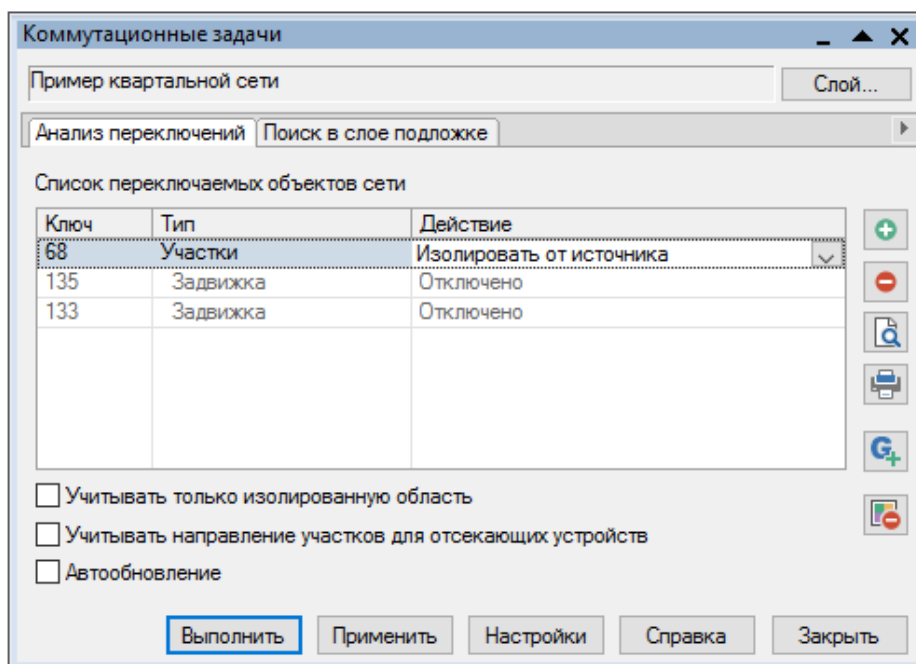 Коммутационные задачи
Пример квартальной сети Слой...
Анализ переключений Поиск в слое подложке
Список переключаемых объектов сети
Ключ Тип Действие
68 Участки Изолировать от источника
135 Задвижка Отключено
133 Задвижка Отключено
G
Учитывать только изолированную область
Учитывать направление участков для отсекающих устройств
Автообновление
Выполнить Применить Настройки Справка Закрыть